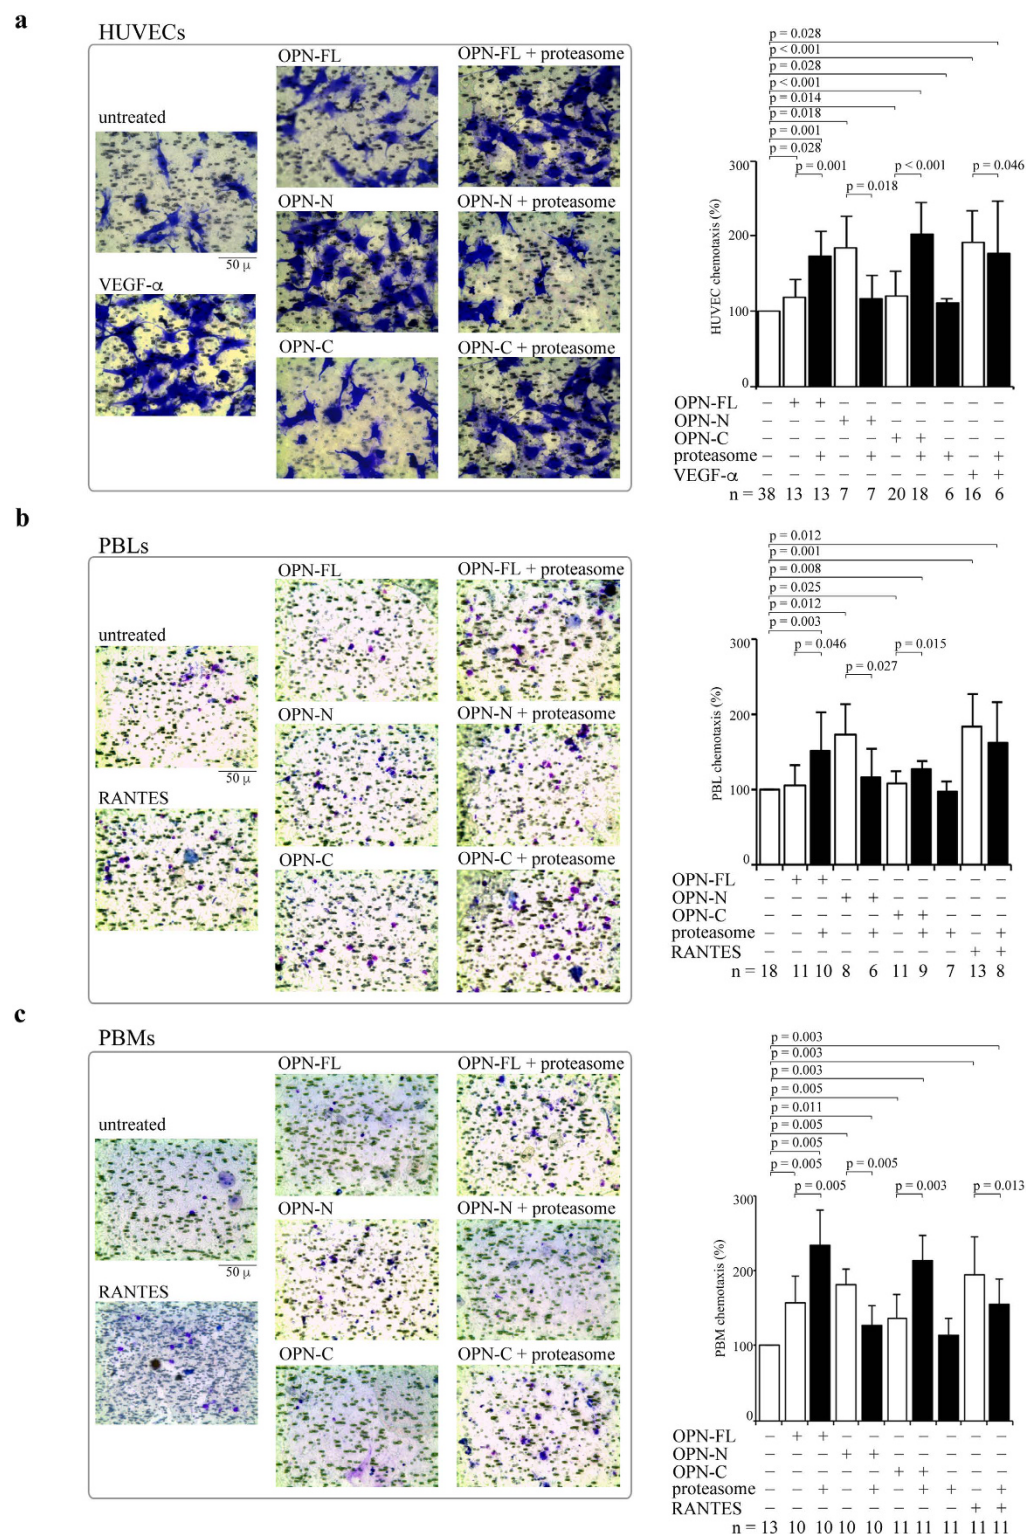 a
HUVECs
OPN-FL
OPN-FL + proteasome
untreated
50 μ
OPN-N
OPN-N + proteasome
VEGF-α
OPN-C
OPN-C + proteasome
p = 0.028
p < 0.001
p = 0.028
p < 0.001
p = 0.014
p = 0.018
p = 0.001
p = 0.028
p = 0.001
p = 0.018
p < 0.001
p = 0.046
300
200
100
0
HUVEC chemotaxis (%)
OPN-FL – + + – – – – – – –
OPN-N – – – + + – – – – –
OPN-C – – – – – + + – – –
proteasome – – + – + – + + – +
VEGF-α – – – – – – – – + +
n = 38 13 13 7 7 20 18 6 16 6
b
PBLs
OPN-FL
OPN-FL + proteasome
untreated
50 μ
OPN-N
OPN-N + proteasome
RANTES
OPN-C
OPN-C + proteasome
p = 0.012
p = 0.001
p = 0.008
p = 0.025
p = 0.012
p = 0.003
p = 0.046
p = 0.027
p = 0.015
300
200
100
0
PBL chemotaxis (%)
OPN-FL – + + – – – – – – –
OPN-N – – – + + – – – – –
OPN-C – – – – – + + – – –
proteasome – – + – + – + + – +
RANTES – – – – – – – – + +
n = 18 11 10 8 6 11 9 7 13 8
c
PBMs
OPN-FL
OPN-FL + proteasome
untreated
50 μ
OPN-N
OPN-N + proteasome
RANTES
OPN-C
OPN-C + proteasome
p = 0.003
p = 0.003
p = 0.003
p = 0.005
p = 0.011
p = 0.005
p = 0.005
p = 0.005
p = 0.005
p = 0.005
p = 0.003
p = 0.013
300
200
100
0
PBM chemotaxis (%)
OPN-FL – + + – – – – – – –
OPN-N – – – + + – – – – –
OPN-C – – – – – + + – – –
proteasome – – + – + – + + – +
RANTES – – – – – – – – + +
n = 13 10 10 10 10 11 11 11 11 11